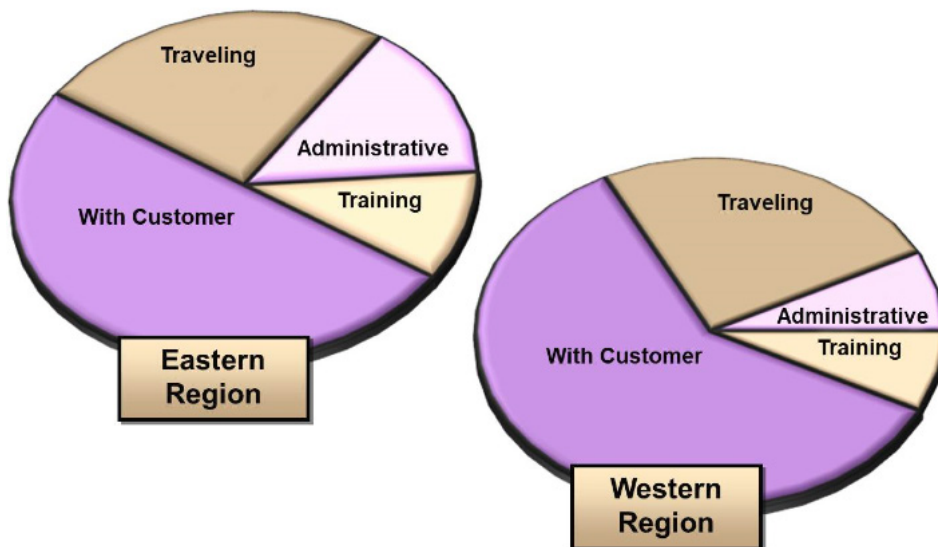 Traveling
Administrative
Training
With Customer
Eastern
Region
Traveling
Administrative
Training
With Customer
Western
Region